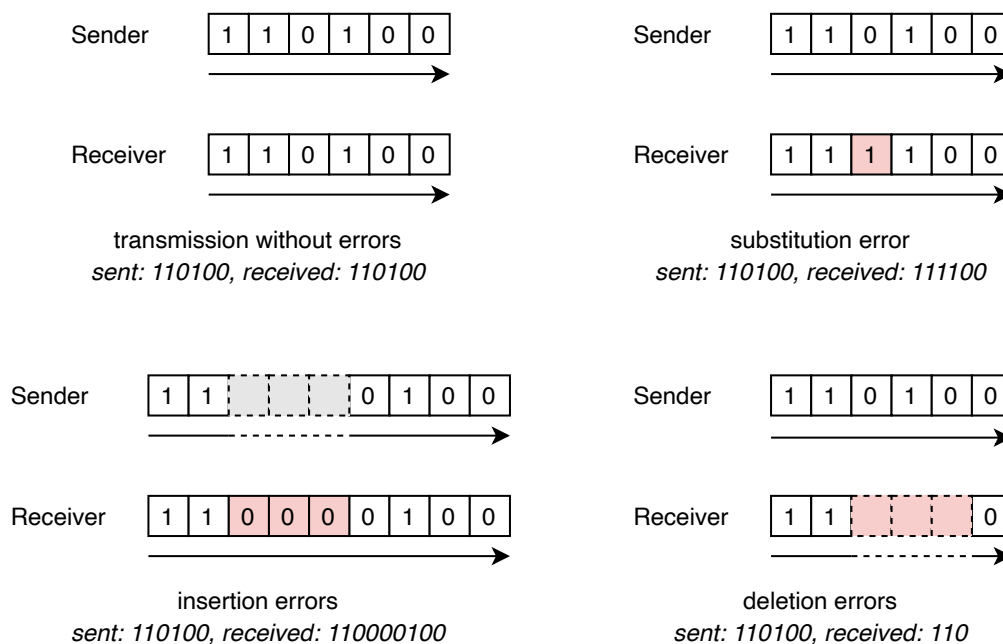 Sender 1 1 0 1 0 0
Receiver 1 1 0 1 0 0
transmission without errors
sent: 110100, received: 110100
Sender 1 1 0 1 0 0
Receiver 1 1 1 1 0 0
substitution error
sent: 110100, received: 111100
Sender 1 1 0 1 0 0
Receiver 1 1 0 0 0 0 1 0 0
insertion errors
sent: 110100, received: 110000100
Sender 1 1 0 1 0 0
Receiver 1 1 0
deletion errors
sent: 110100, received: 110